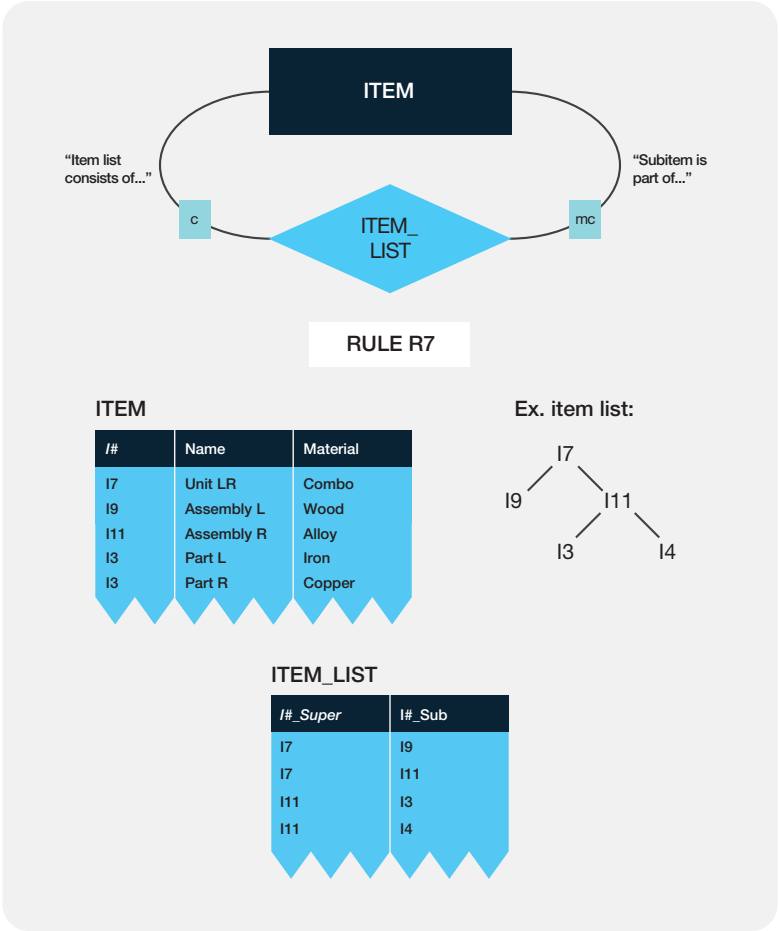 ITEM
“Item list
consists of...”
“Subitem is
part of...”
c
mc
ITEM_
LIST
RULE R7
ITEM
I# Name Material
I7 Unit LR Combo
I9 Assembly L Wood
I11 Assembly R Alloy
I3 Part L Iron
I3 Part R Copper
Ex. item list:
I7
I9 I11
I3 I4
ITEM_LIST
I#_Super I#_Sub
I7 I9
I7 I11
I11 I3
I11 I4